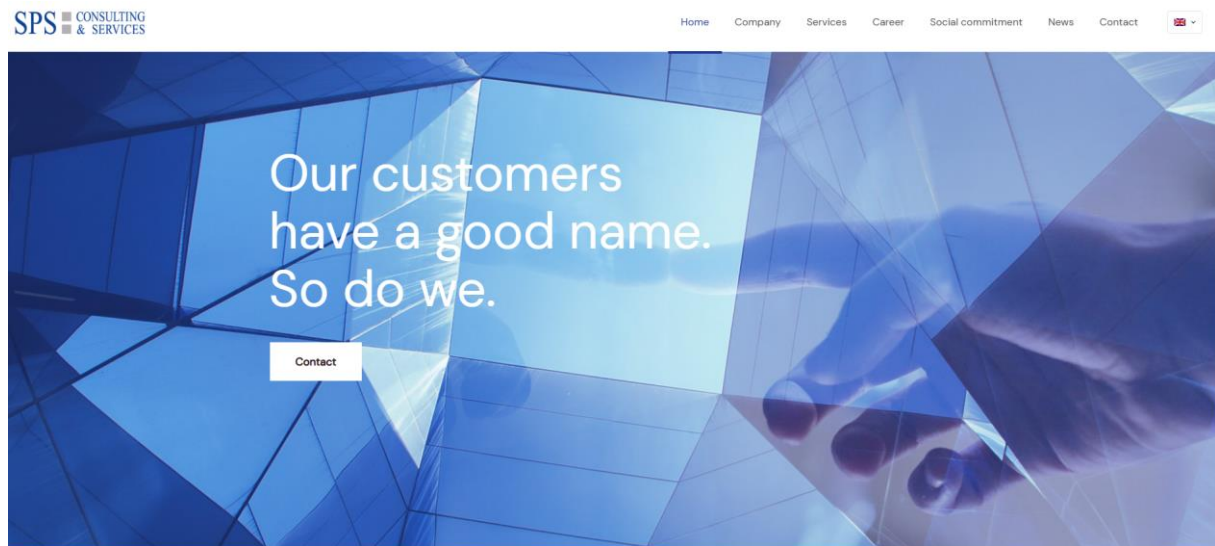 SPS CONSULTING
& SERVICES
Home Company Services Career Social commitment News Contact
Our customers
have a good name.
So do we.
Contact